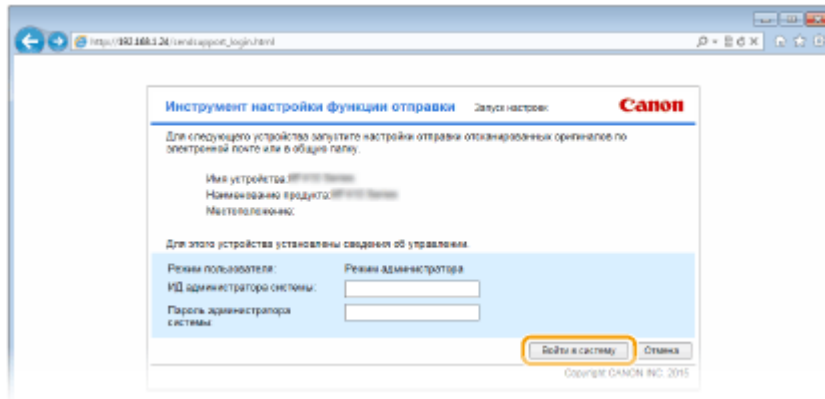 http://192.168.1.24/sendsupport_login.html
Инструмент настройки функции отправки Запуск настроек Canon
Для следующего устройства запустите настройки отправки отсканированных оригиналов по
электронной почте или в общую папку.
Имя устройства:
Наименование продукта:
Местоположение:
Для этого устройства установлены сведения об управлении.
Режим пользователя: Режим администратора
ИД администратора системы:
Пароль администратора
системы:
Войти в систему Отмена
Copyright CANON INC. 2015